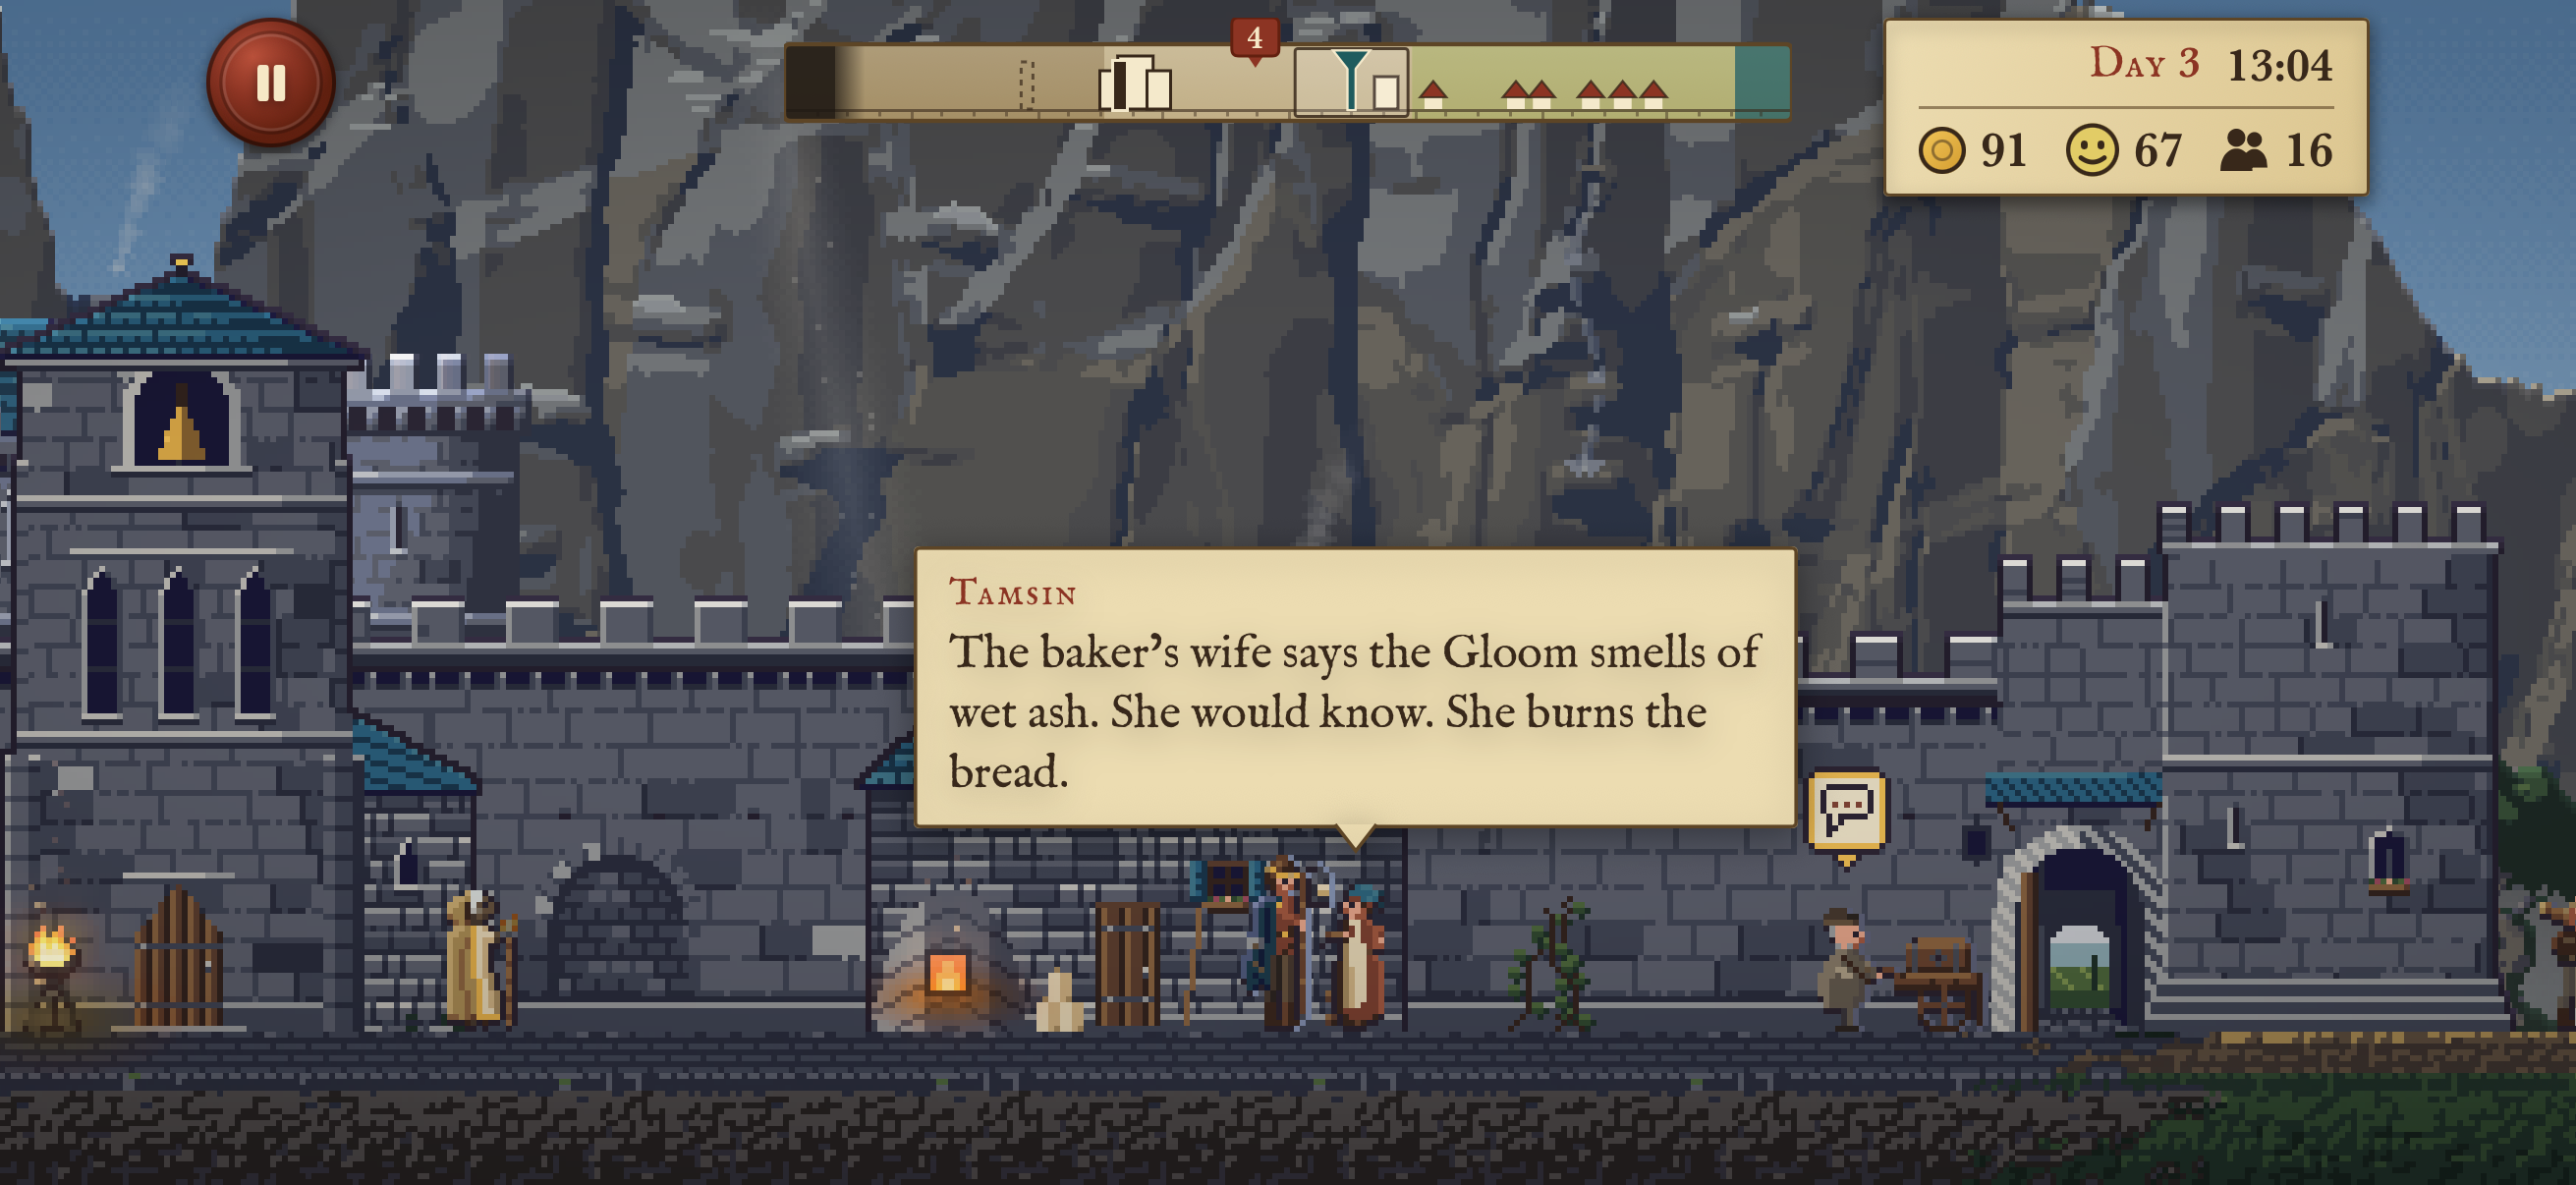 4
Day 3 13:04
91 67 16
Tamsin
The baker’s wife says the Gloom smells of
wet ash. She would know. She burns the
bread.